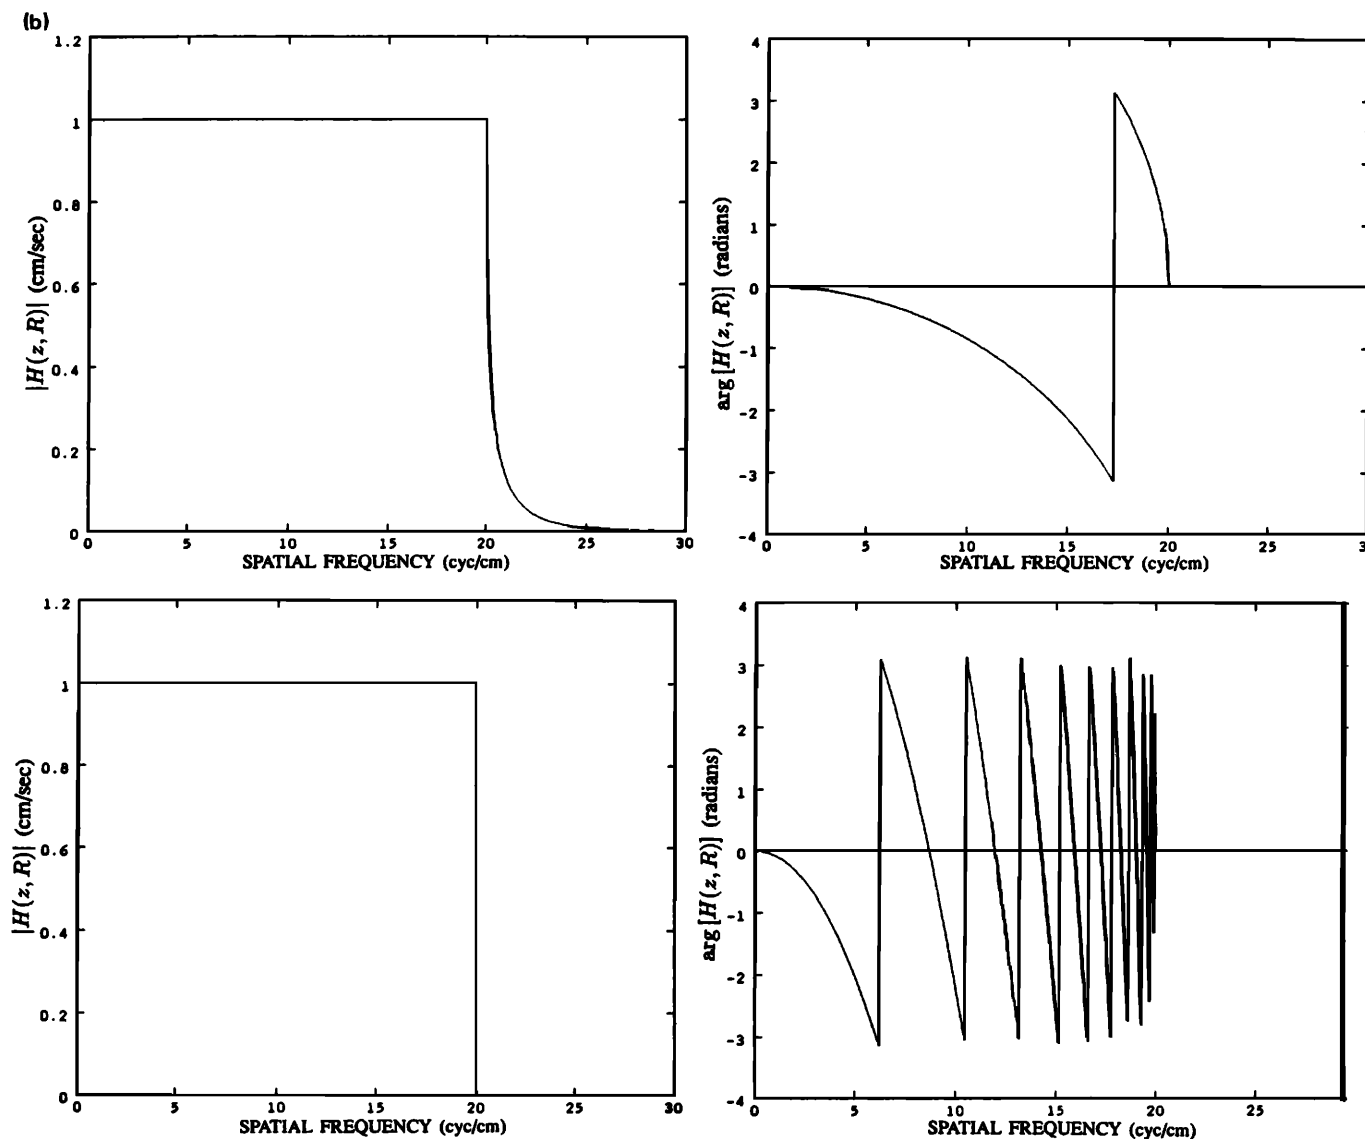 (b)
1.2
1
0.8
0.6
0.4
0.2
0
|H(z, R)| (cm/sec)
0 5 10 15 20 25 30
SPATIAL FREQUENCY (cyc/cm)
4
3
2
1
0
-1
-2
-3
-4
arg [H(z, R)] (radians)
0 5 10 15 20 25 3
SPATIAL FREQUENCY (cyc/cm)
1.2
1
0.8
0.6
0.4
0.2
0
|H(z, R)| (cm/sec)
0 5 10 15 20 25 30
SPATIAL FREQUENCY (cyc/cm)
4
3
2
1
0
-1
-2
-3
-4
arg [H(z, R)] (radians)
0 5 10 15 20 25 30
SPATIAL FREQUENCY (cyc/cm)